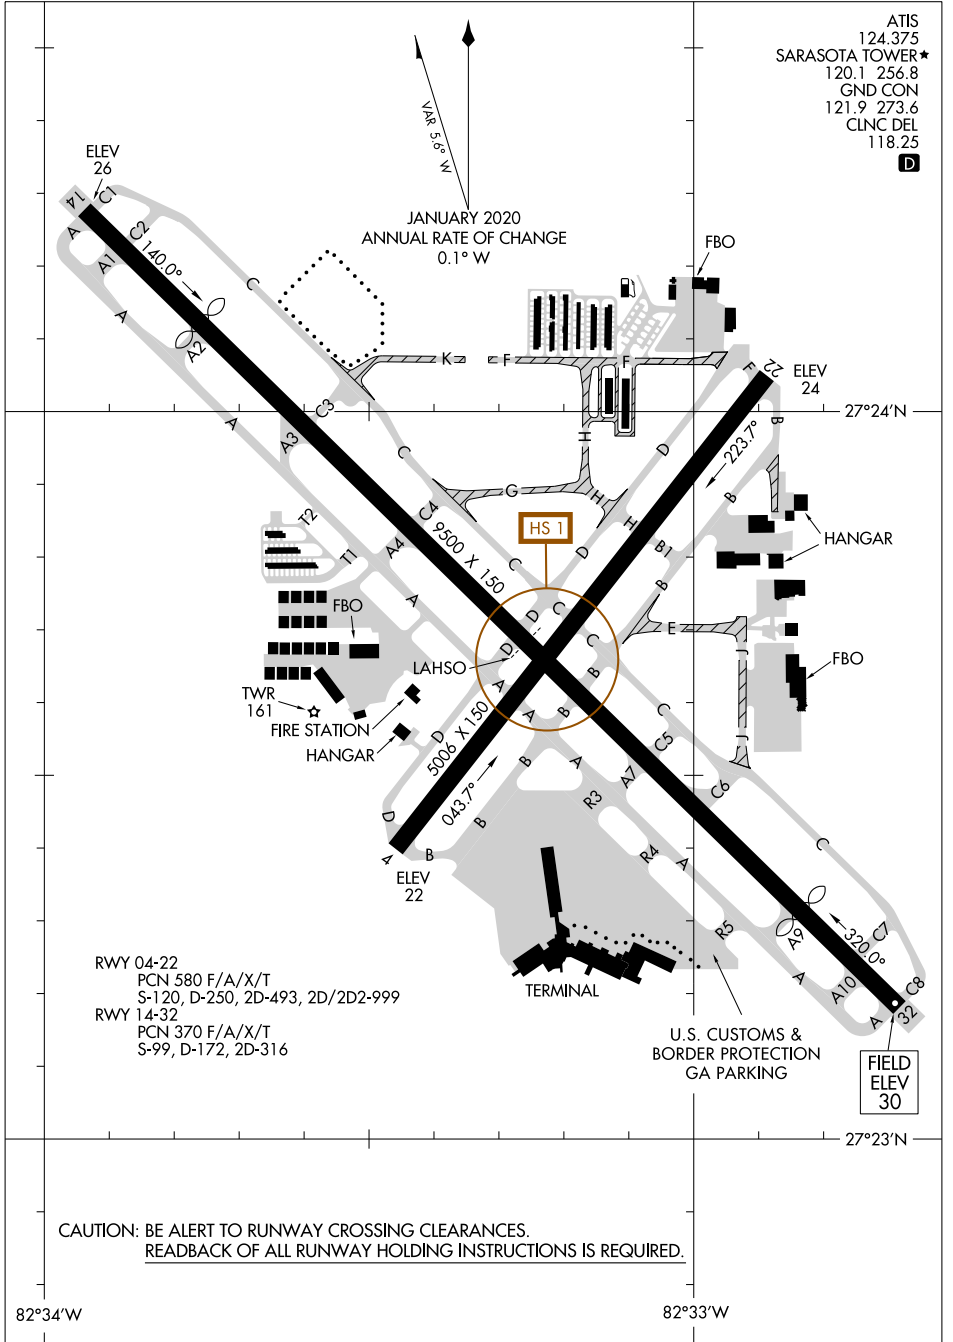 ATIS
124.375
SARASOTA TOWER★
120.1 256.8
GND CON
121.9 273.6
CLNC DEL
118.25
D
VAR 5.6° W
JANUARY 2020
ANNUAL RATE OF CHANGE
0.1° W
ELEV
26
14
C1
A
C2
A1
140.0°
C
A
A2
FBO
K
F
F
F
22
ELEV
24
27°24'N
C3
A
A3
C
H
D
B
223.7°
G
H
B
T2
C4
H
HS 1
HANGAR
9500 X 150
T1
A4
D
B1
C
B
A
FBO
D
C
C
E
D
LAHSO
A
B
J
FBO
TWR
161
FIRE STATION
HANGAR
D
5006 X 150
A
B
C
C5
J
B
A
A7
043.7°
R3
C6
D
B
B
4
ELEV
22
R4
A
C
R5
A9
C7
320.0°
TERMINAL
A
A10
C8
A
32
RWY 04-22
PCN 580 F/A/X/T
S-120, D-250, 2D-493, 2D/2D2-999
RWY 14-32
PCN 370 F/A/X/T
S-99, D-172, 2D-316
U.S. CUSTOMS &
BORDER PROTECTION
GA PARKING
FIELD
ELEV
30
27°23'N
CAUTION: BE ALERT TO RUNWAY CROSSING CLEARANCES.
READBACK OF ALL RUNWAY HOLDING INSTRUCTIONS IS REQUIRED.
82°34'W
82°33'W